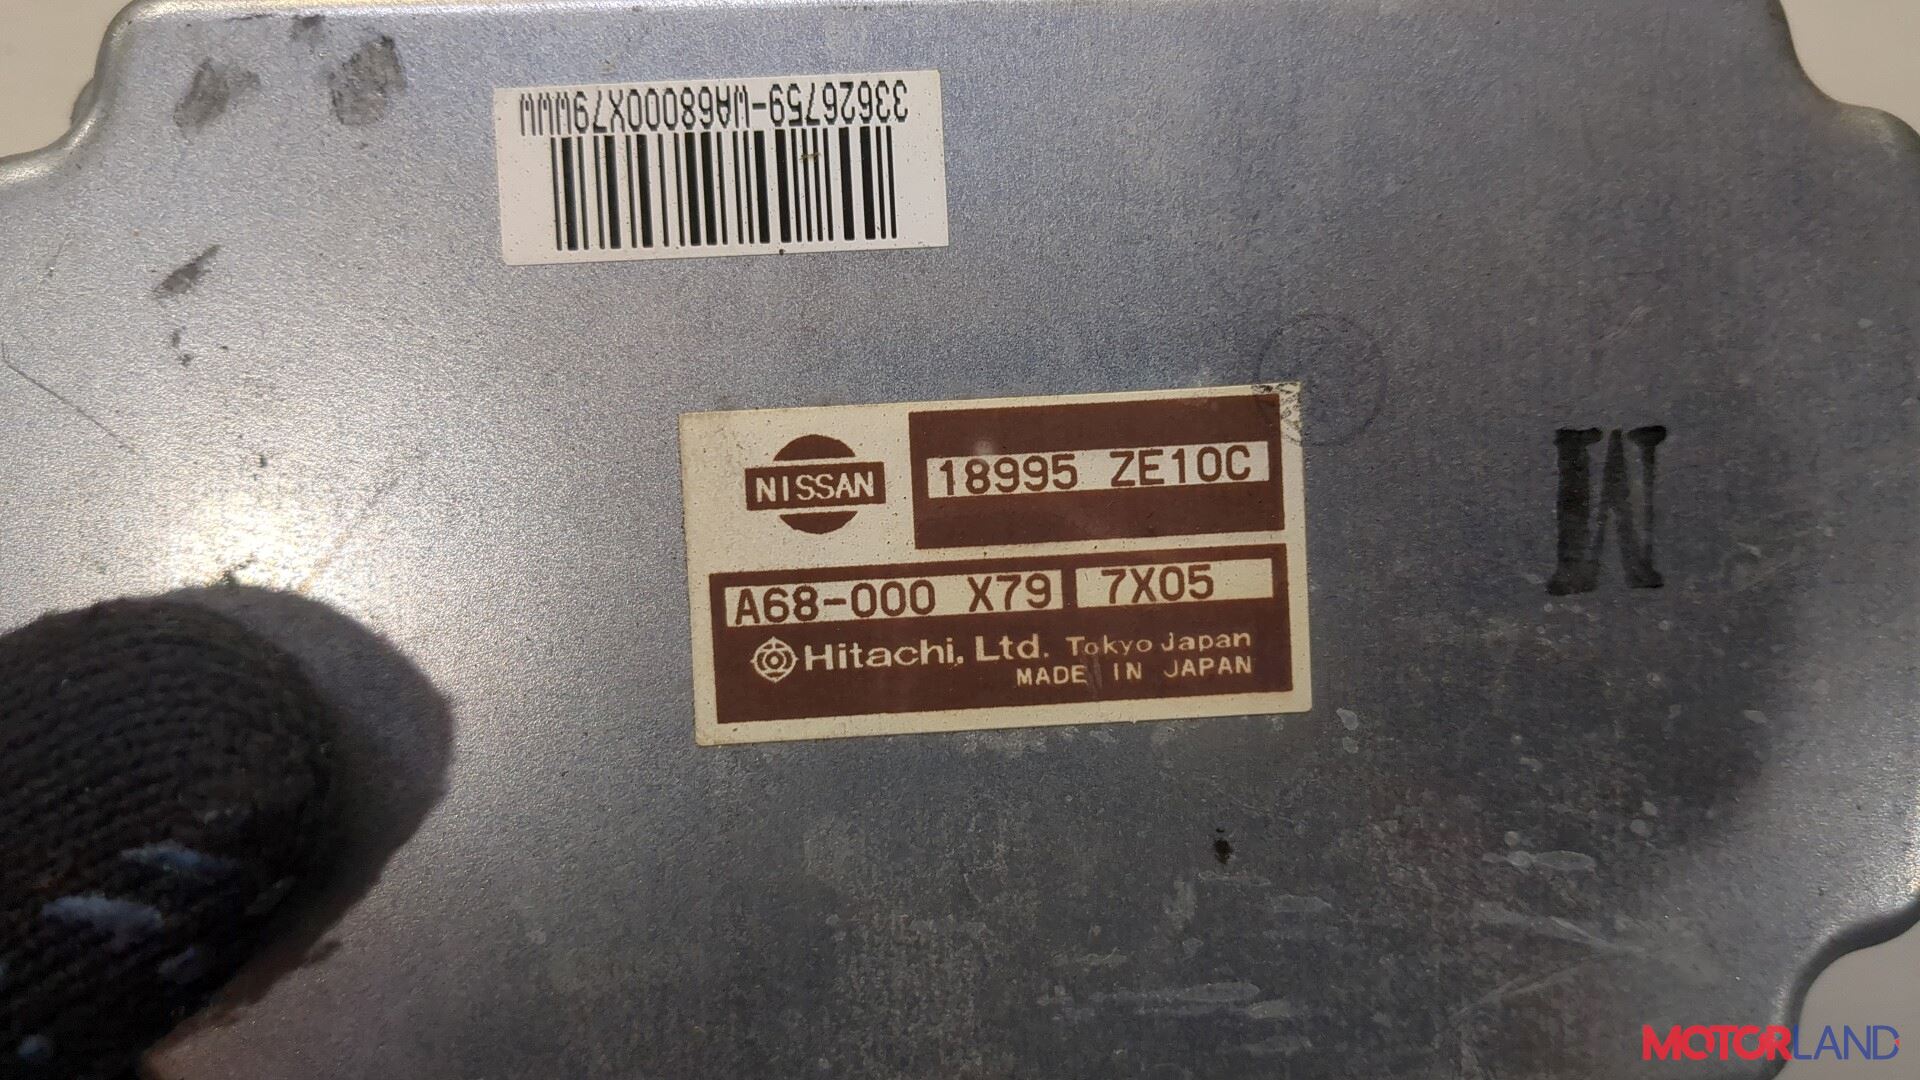 33626759-WA68000X79WWW
NISSAN
18995 ZE10C
A68-000 X79 7X05
Hitachi, Ltd. Tokyo Japan
MADE IN JAPAN
M
MOTORLAND